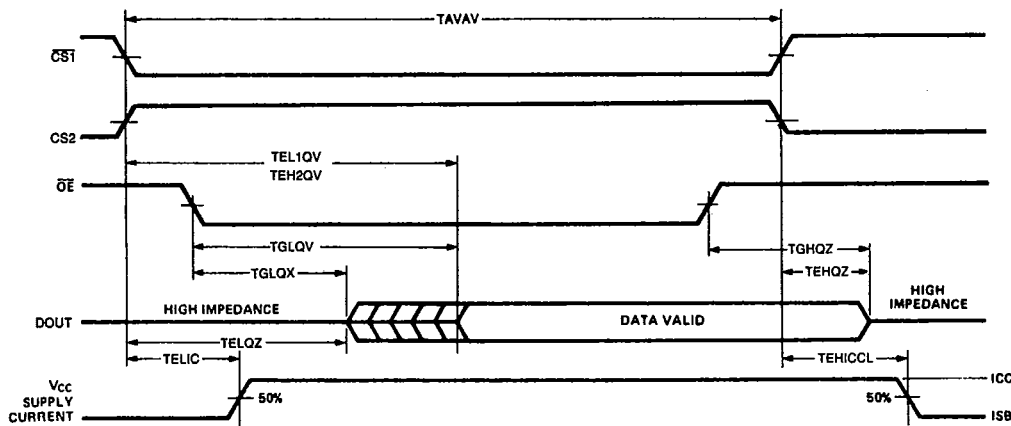 TAVAV
CS1
CS2
TEL1QV
TEH2QV
OE
TGLQV
TGHQZ
TGLQX
TEHQZ
HIGH IMPEDANCE
HIGH
IMPEDANCE
DOUT
DATA VALID
TELQZ
TELIC
TEHICCL
VCC
SUPPLY
CURRENT
50%
50%
ICC
ISB